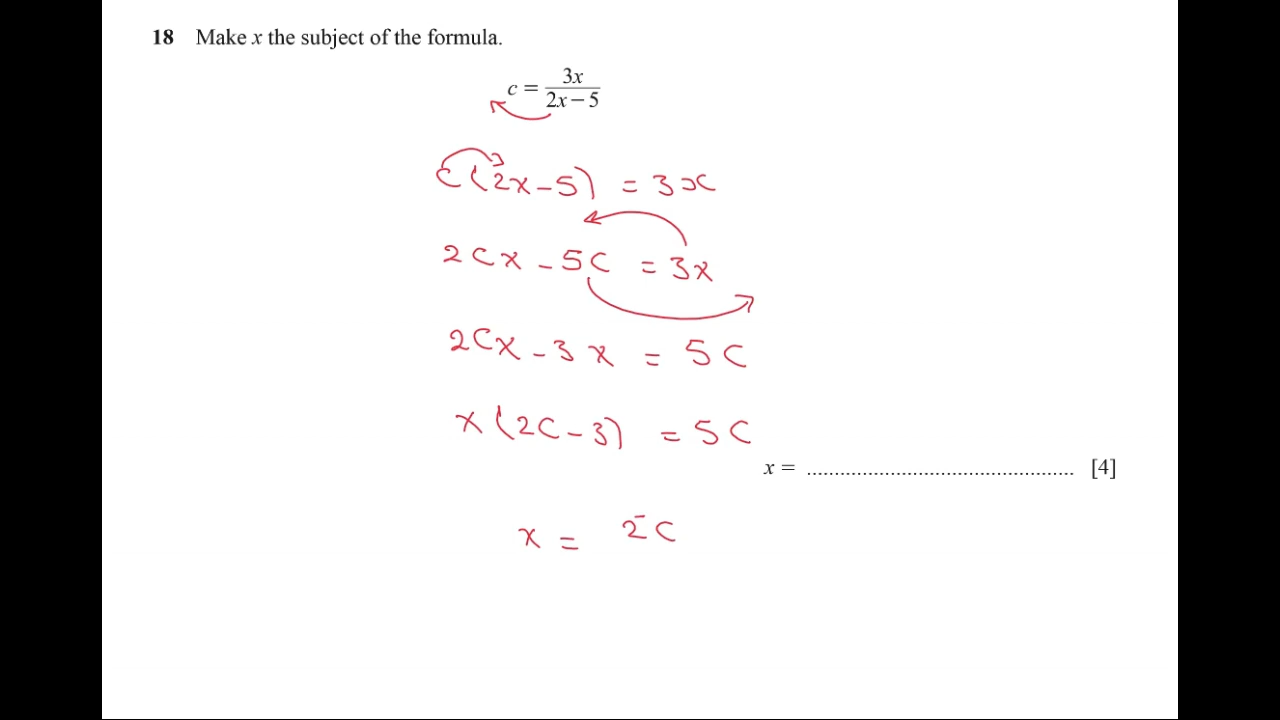 18 Make x the subject of the formula.
c = 3x / 2x – 5
c(2x – 5) = 3x
2cx – 5c = 3x
2cx – 3x = 5c
x(2c – 3) = 5c
x = ................................................ [4]
x = 2c